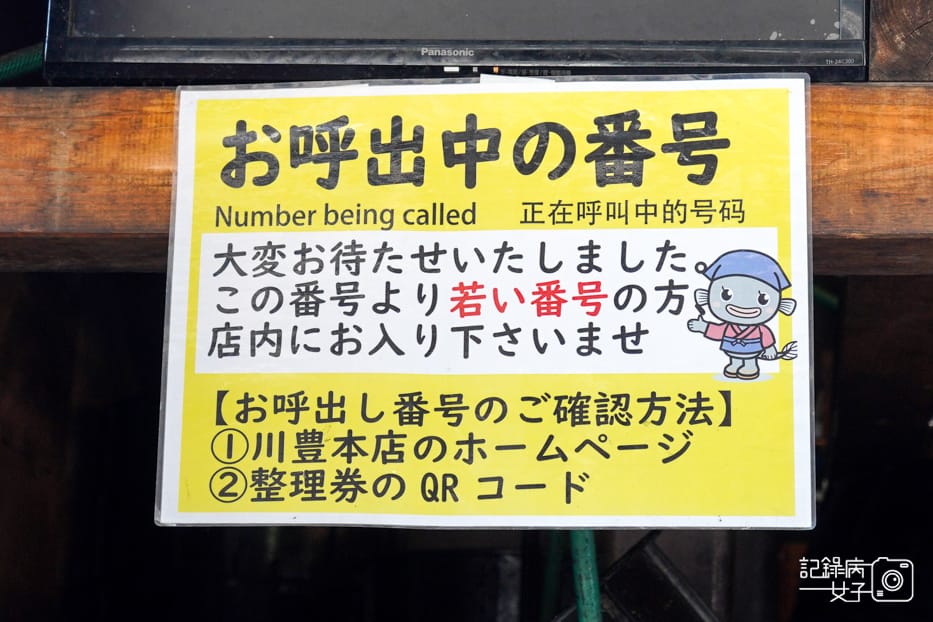 Panasonic
TH-24C300
お呼出中の番号
Number being called 正在呼叫中的号码
大変お待たせいたしました
この番号より若い番号の方
店内にお入り下さいませ
【お呼出し番号のご確認方法】
①川豊本店のホームページ
②整理券のQRコード
記錄病
女子